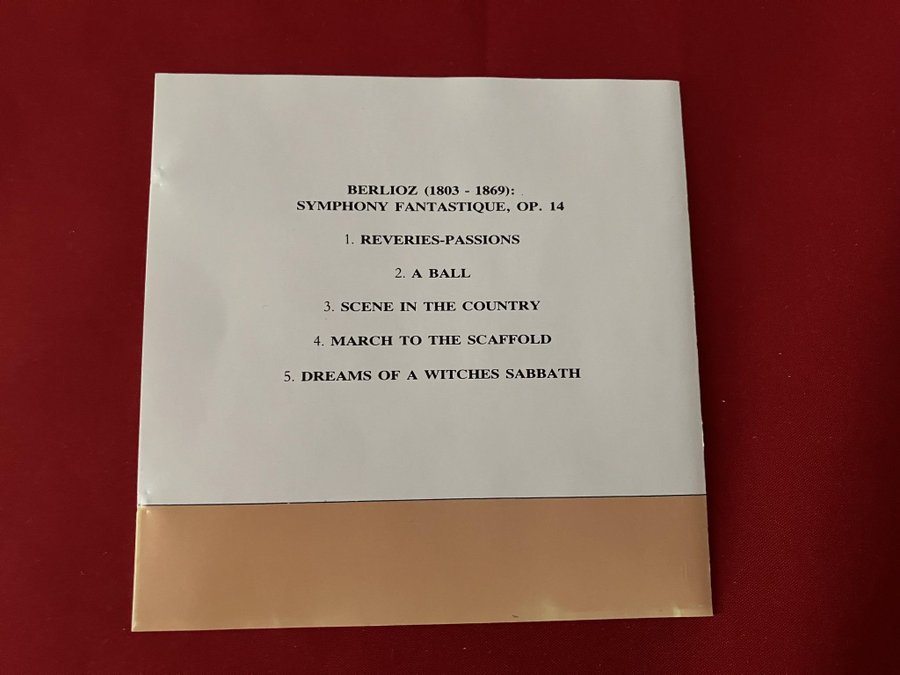 BERLIOZ (1803 - 1869):
SYMPHONY FANTASTIQUE, OP. 14
1. REVERIES-PASSIONS
2. A BALL
3. SCENE IN THE COUNTRY
4. MARCH TO THE SCAFFOLD
5. DREAMS OF A WITCHES SABBATH